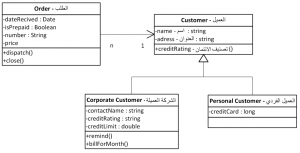 Order - الطلب
-dateRecived : Date
-isPrepaid : Boolean
-number : String
-price
+dispatch()
+close()
n
1
Customer - العميل
-name - اسم : string
-adress - العنوان : string
+creditRating - تصنيف الإئتمان()
Corporate Customer - الشركة العميلة
-contactName : string
-creditRating : string
-creditLimit : double
+remind()
+billForMonth()
Personal Customer - العميل الفردي
-creditCard : long